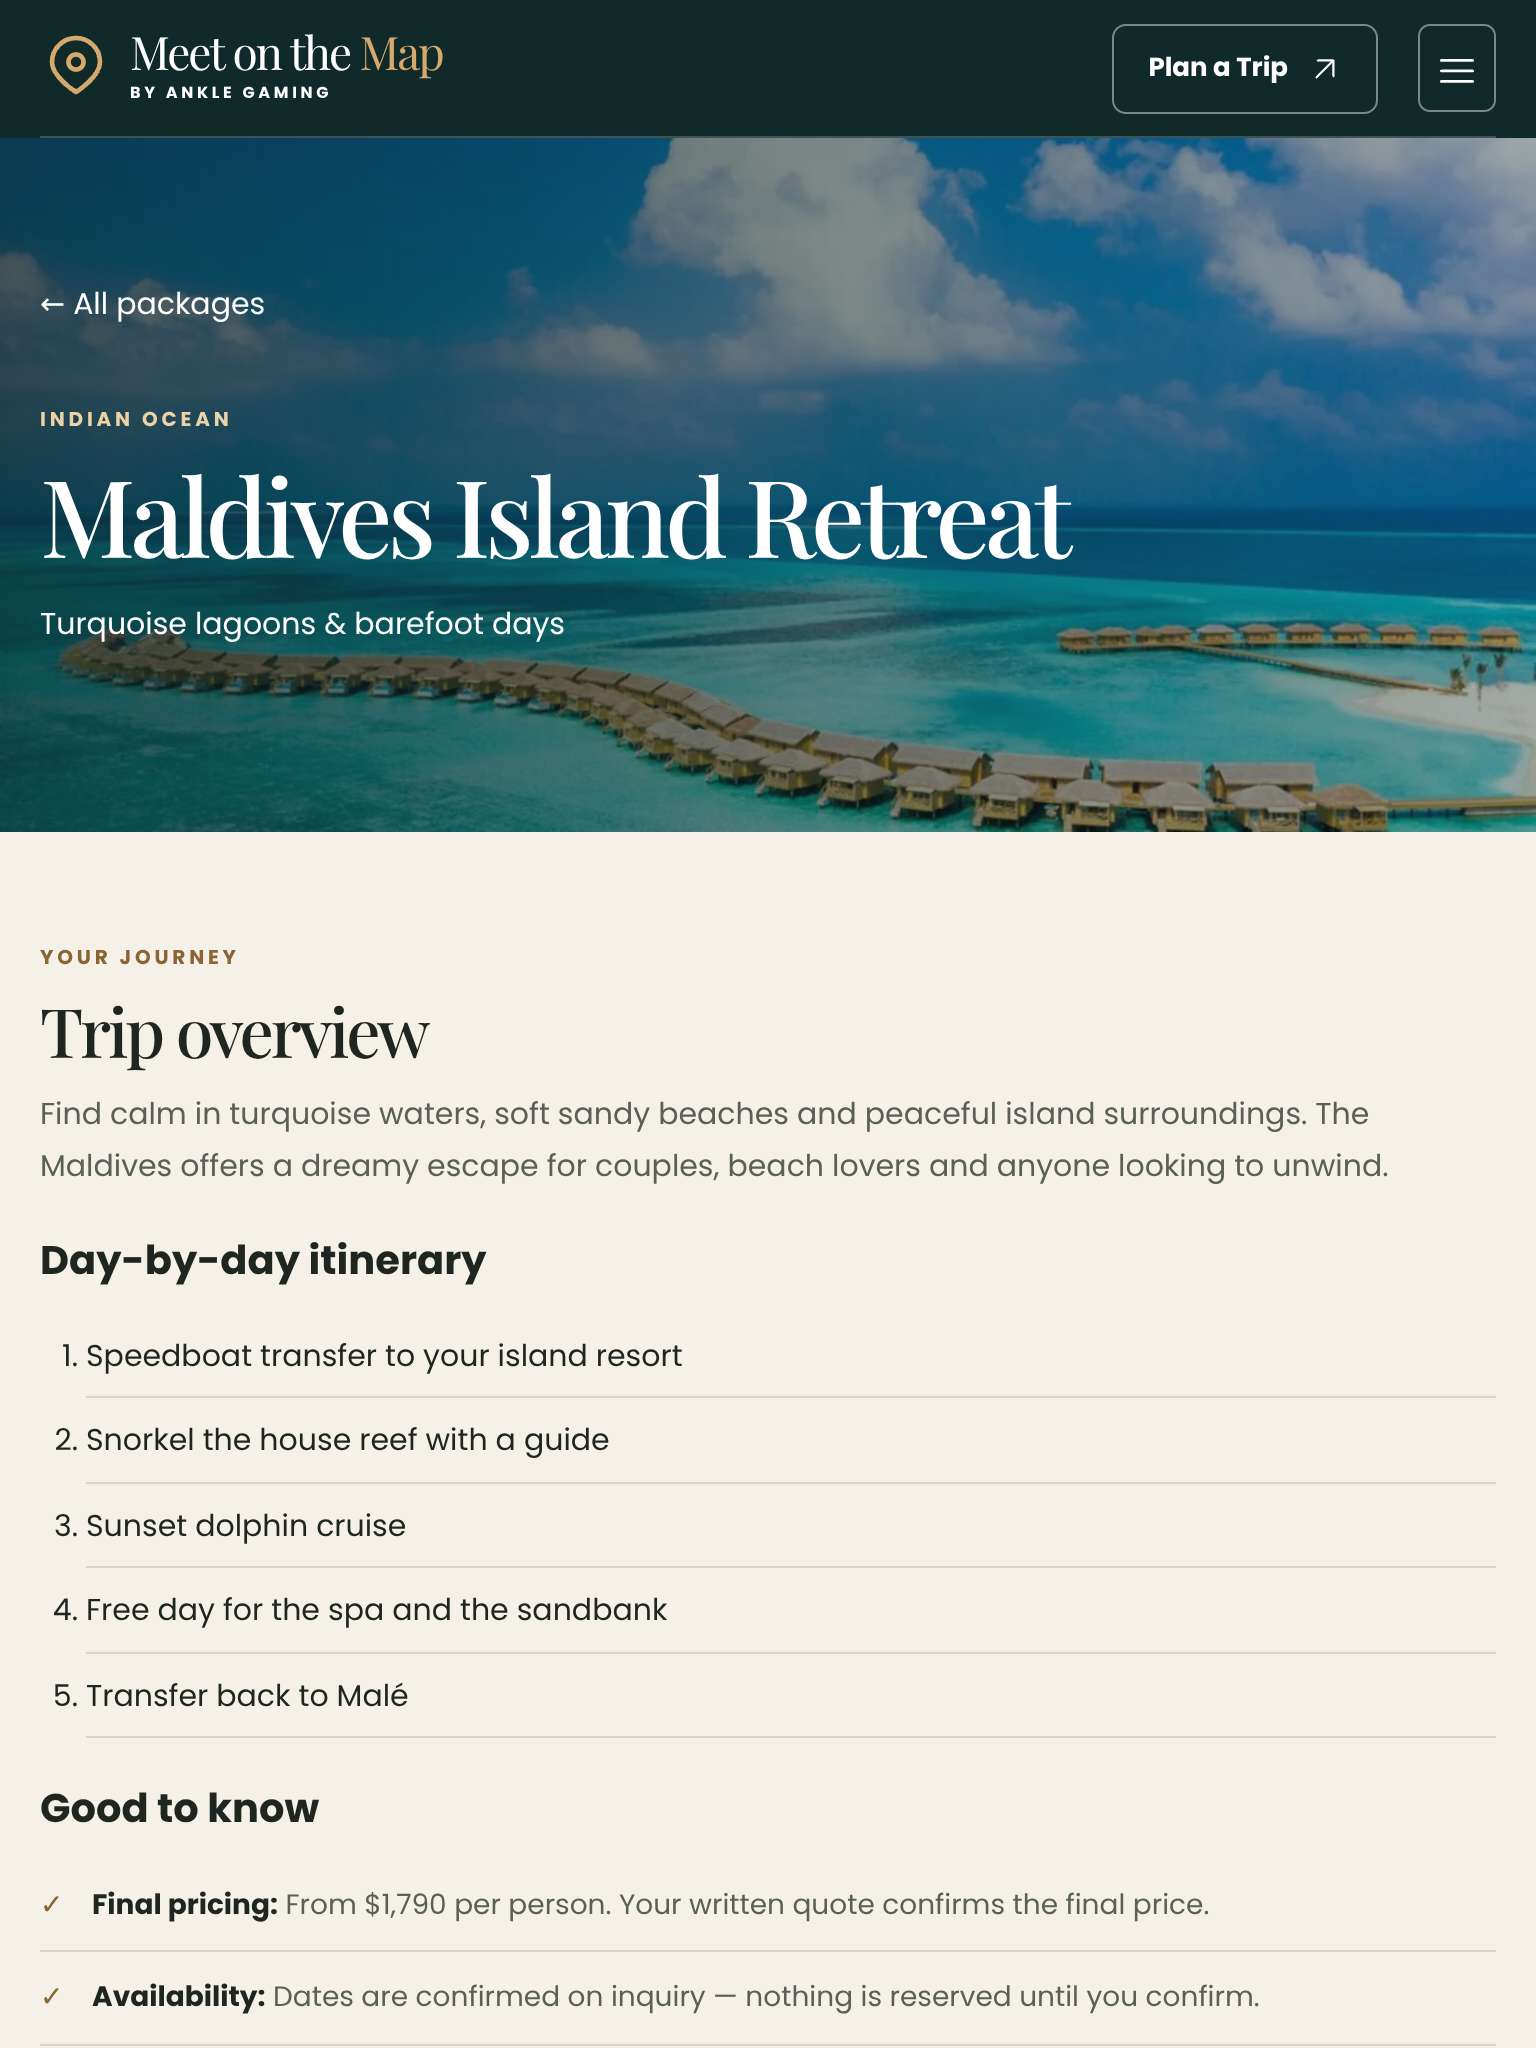 Meet on the Map
BY ANKLE GAMING
Plan a Trip
← All packages
INDIAN OCEAN
Maldives Island Retreat
Turquoise lagoons & barefoot days
YOUR JOURNEY
Trip overview
Find calm in turquoise waters, soft sandy beaches and peaceful island surroundings. The
Maldives offers a dreamy escape for couples, beach lovers and anyone looking to unwind.
Day-by-day itinerary
1. Speedboat transfer to your island resort
2. Snorkel the house reef with a guide
3. Sunset dolphin cruise
4. Free day for the spa and the sandbank
5. Transfer back to Malé
Good to know
✓ Final pricing: From $1,790 per person. Your written quote confirms the final price.
✓ Availability: Dates are confirmed on inquiry — nothing is reserved until you confirm.